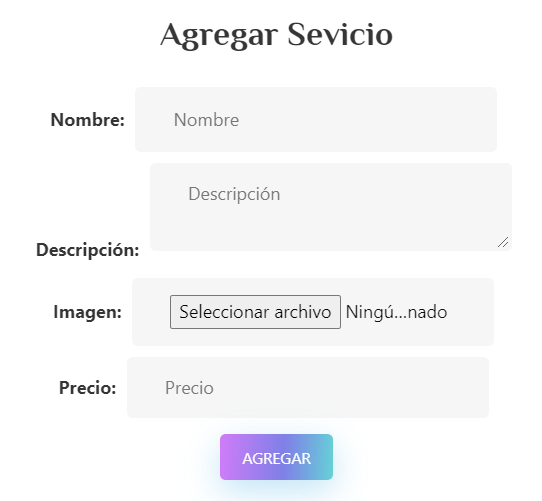 Agregar Sevicio
Nombre: Nombre
Descripción
Descripción:
Imagen: Seleccionar archivo Ningú...nado
Precio: Precio
AGREGAR